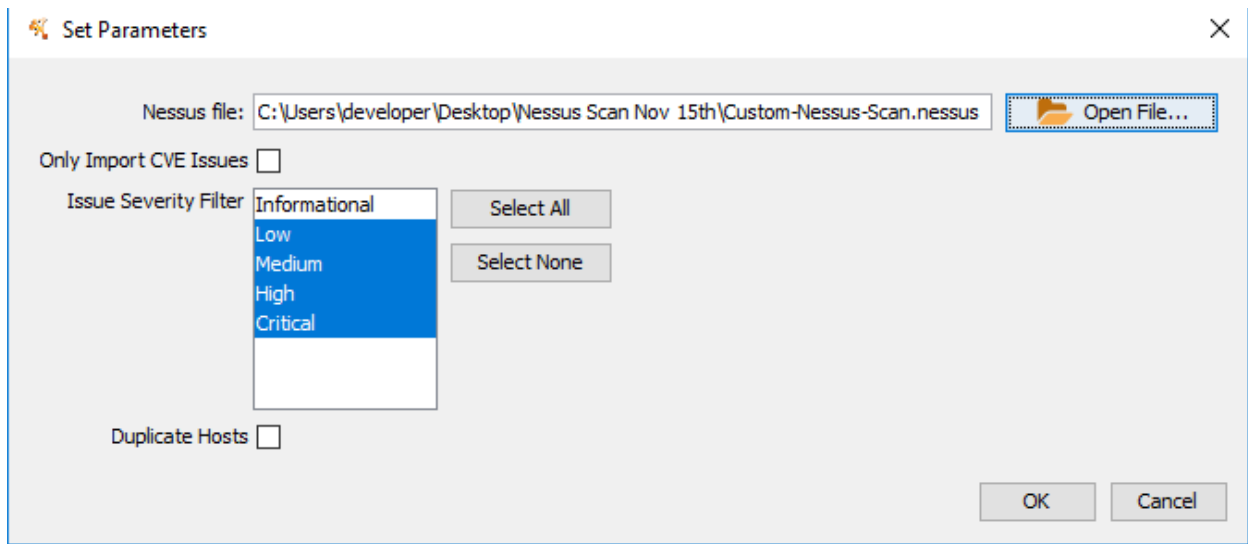 Set Parameters
Nessus file: C:\Users\developer\Desktop\Nessus Scan Nov 15th\Custom-Nessus-Scan.nessus Open File...
Only Import CVE Issues
Issue Severity Filter Informational Select All
Low
Medium Select None
High
Critical
Duplicate Hosts
OK Cancel